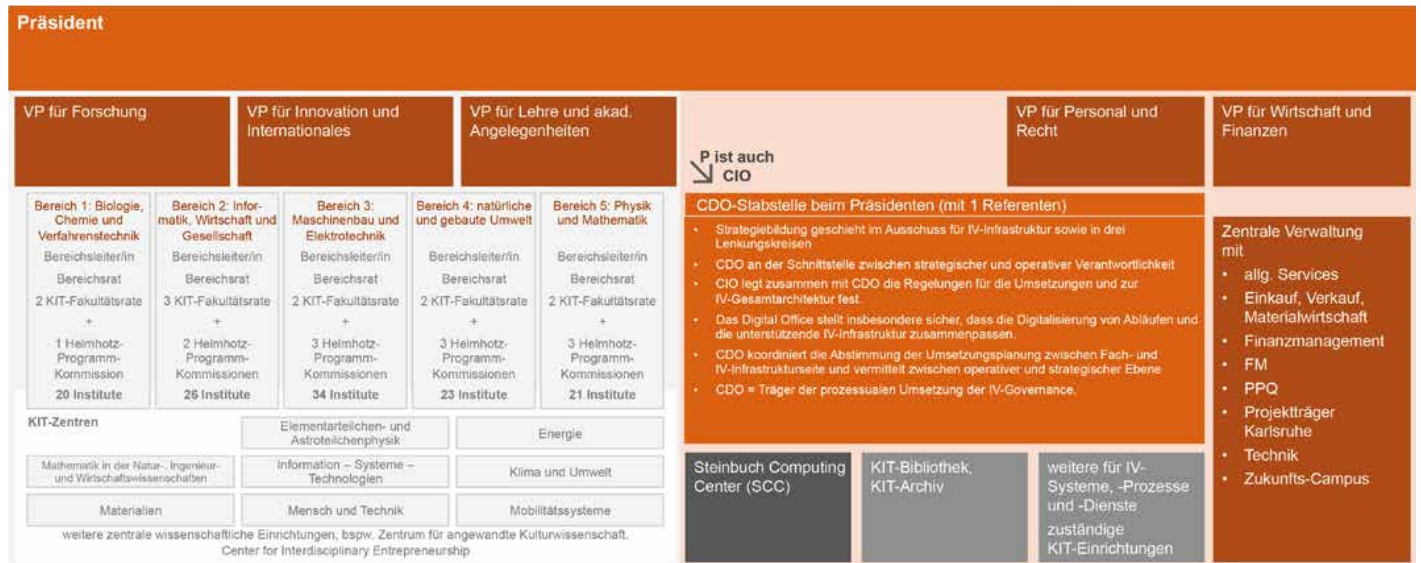 Präsident
VP für Forschung
VP für Innovation und
Internationales
VP für Lehre und akad.
Angelegenheiten
P ist auch
CIO
VP für Personal und
Recht
VP für Wirtschaft und
Finanzen
Bereich 1: Biologie,
Chemie und
Verfahrenstechnik
Bereichsleiter/in
Bereichsrat
2 KIT-Fakultätsrate
+
1 Helmhotz-
Programm-
Kommission
20 Institute
Bereich 2: Infor-
matik, Wirtschaft und
Gesellschaft
Bereichsleiter/in
Bereichsrat
3 KIT-Fakultätsrate
+
2 Helmhotz-
Programm-
Kommissionen
26 Institute
Bereich 3:
Maschinenbau und
Elektrotechnik
Bereichsleiter/in
Bereichsrat
2 KIT-Fakultätsrate
+
3 Helmhotz-
Programm-
Kommissionen
34 Institute
Bereich 4: natürliche
und gebaute Umwelt
Bereichsleiter/in
Bereichsrat
2 KIT-Fakultätsrate
+
3 Helmhotz-
Programm-
Kommissionen
23 Institute
Bereich 5: Physik
und Mathematik
Bereichsleiter/in
Bereichsrat
2 KIT-Fakultätsrate
+
3 Helmhotz-
Programm-
Kommissionen
21 Institute
KIT-Zentren
Elementarteilchen- und
Astroteilchenphysik
Energie
Mathematik in der Natur-, Ingenieur-
und Wirtschaftswissenschaften
Information – Systeme –
Technologien
Klima und Umwelt
Materialien
Mensch und Technik
Mobilitätssysteme
weitere zentrale wissenschaftliche Einrichtungen, bspw. Zentrum für angewandte Kulturwissenschaft,
Center for Interdisciplinary Entrepreneurship
CDO-Stabstelle beim Präsidenten (mit 1 Referenten)
• Strategiebildung geschieht im Ausschuss für IV-Infrastruktur sowie in drei
Lenkungskreisen
• CDO an der Schnittstelle zwischen strategischer und operativer Verantwortlichkeit
• CIO legt zusammen mit CDO die Regelungen für die Umsetzungen und zur
IV-Gesamtarchitektur fest.
• Das Digital Office stellt insbesondere sicher, dass die Digitalisierung von Abläufen und
die unterstützende IV-Infrastruktur zusammenpassen.
• CDO koordiniert die Abstimmung der Umsetzungsplanung zwischen Fach- und
IV-Infrastrukturseite und vermittelt zwischen operativer und strategischer Ebene
• CDO = Träger der prozessualen Umsetzung der IV-Governance.
Steinbuch Computing
Center (SCC)
KIT-Bibliothek,
KIT-Archiv
weitere für IV-
Systeme, -Prozesse
und -Dienste
zuständige
KIT-Einrichtungen
Zentrale Verwaltung
mit
• allg. Services
• Einkauf, Verkauf,
Materialwirtschaft
• Finanzmanagement
• FM
• PPQ
• Projektträger
Karlsruhe
• Technik
• Zukunfts-Campus